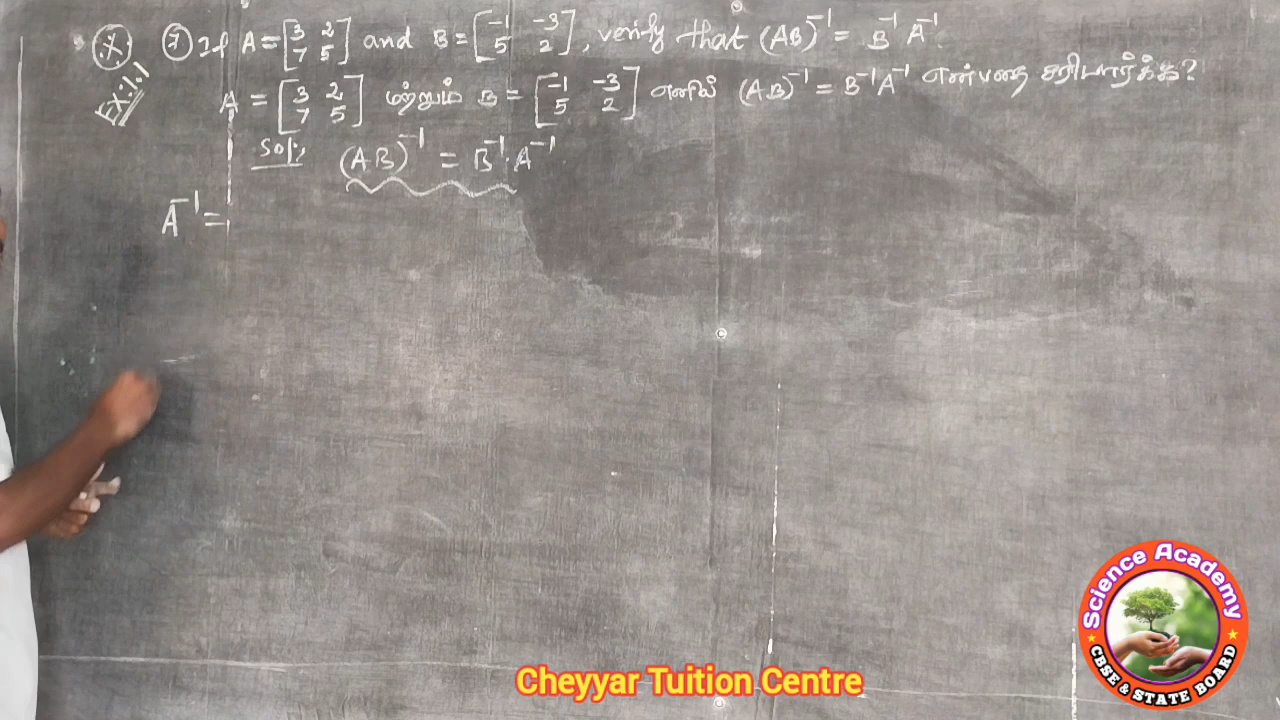 (*) (7) If A = [3 2 7 5] and B = [-1 -3 5 2], verify that (AB)⁻¹ = B⁻¹ A⁻¹.
Ex:1.1
A = [3 2 7 5] மற்றும் B = [-1 -3 5 2] எனில் (AB)⁻¹ = B⁻¹A⁻¹ என்பதை சரிபார்க்க?
Sol: (AB)⁻¹ = B⁻¹.A⁻¹
A⁻¹ =
Science Academy
CBSE & STATE BOARD
Cheyyar Tuition Centre